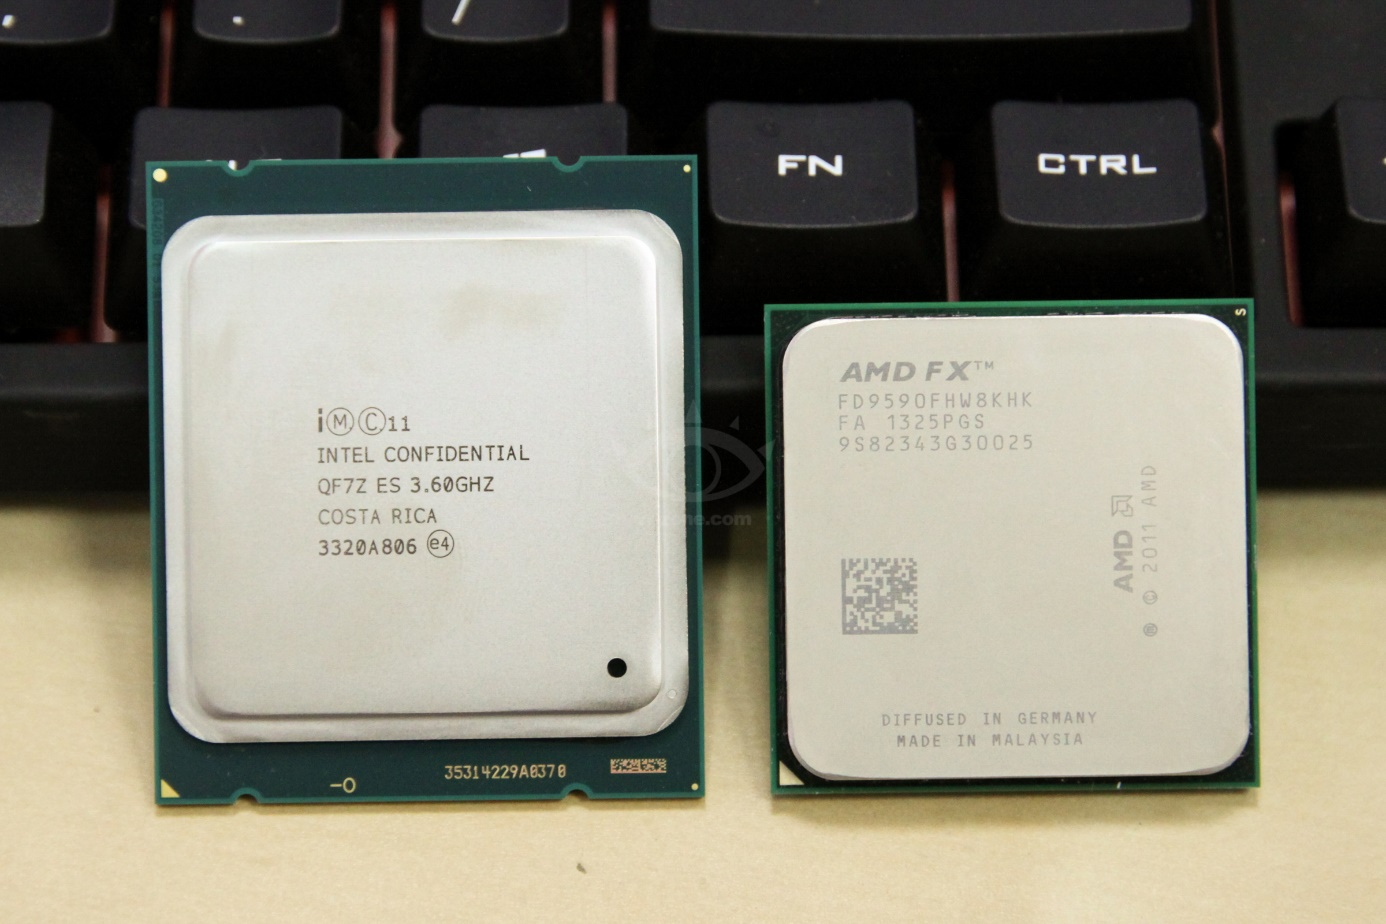 FN
CTRL
i Ⓜ Ⓒ 11
INTEL CONFIDENTIAL
QF7Z ES 3.60GHZ
COSTA RICA
3320A806 e4
-O
35314229A0370
S
AMD FX™
FD9590FHW8KHK
FA 1325PGS
9S82343G30025
AMD
® © 2011 AMD
DIFFUSED IN GERMANY
MADE IN MALAYSIA